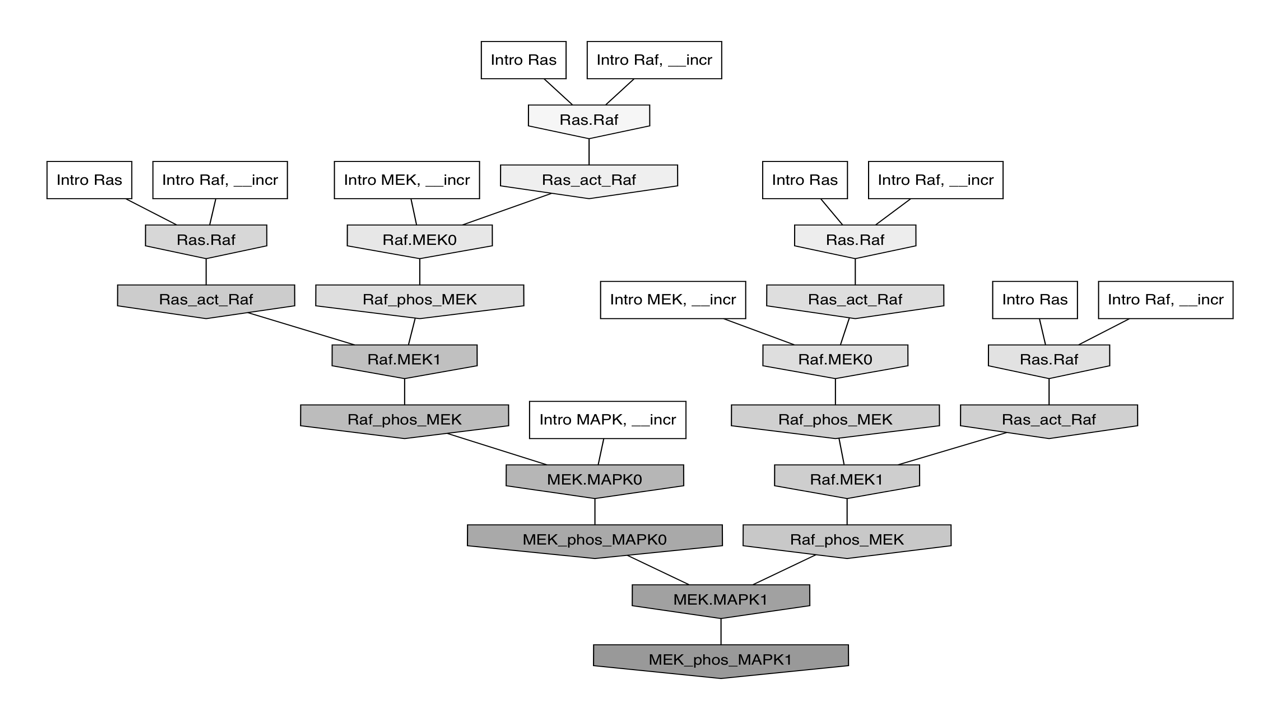 Intro Ras
Intro Raf, __incr
Ras.Raf
Intro Ras
Intro Raf, __incr
Intro MEK, __incr
Ras_act_Raf
Intro Ras
Intro Raf, __incr
Ras.Raf
Raf.MEK0
Ras.Raf
Ras_act_Raf
Raf_phos_MEK
Intro MEK, __incr
Ras_act_Raf
Intro Ras
Intro Raf, __incr
Raf.MEK1
Raf.MEK0
Ras.Raf
Raf_phos_MEK
Intro MAPK, __incr
Raf_phos_MEK
Ras_act_Raf
MEK.MAPK0
Raf.MEK1
MEK_phos_MAPK0
Raf_phos_MEK
MEK.MAPK1
MEK_phos_MAPK1